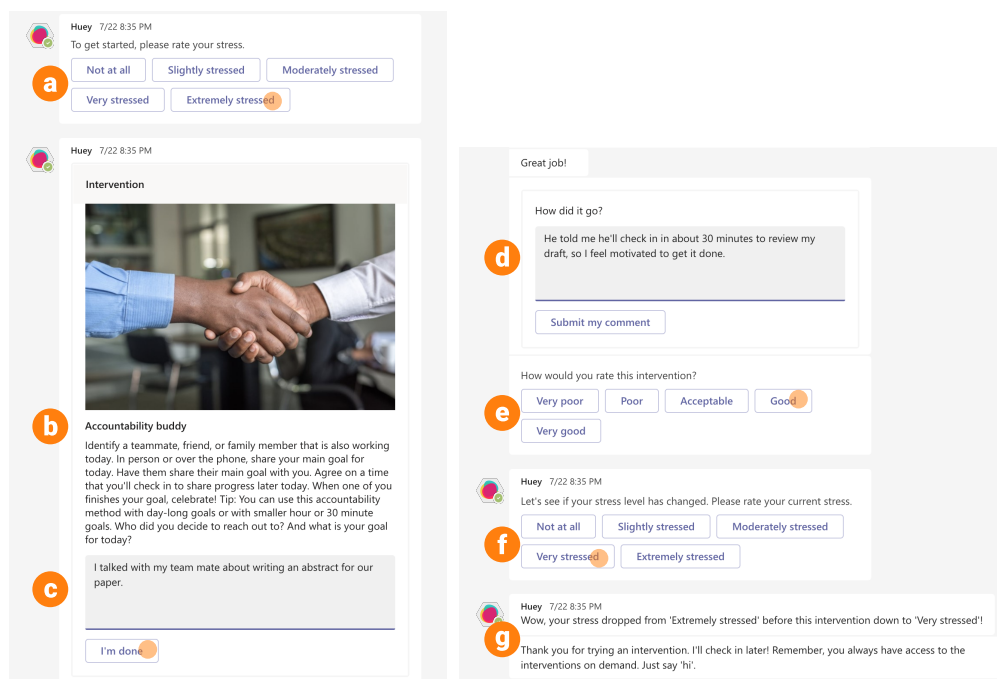 Huey 7/22 8:35 PM
To get started, please rate your stress.
Not at all
Slightly stressed
Moderately stressed
a
Very stressed
Extremely stressed
Huey 7/22 8:35 PM
Intervention
b
Accountability buddy
Identify a teammate, friend, or family member that is also working
today. In person or over the phone, share your main goal for
today. Have them share their main goal with you. Agree on a time
that you'll check in to share progress later today. When one of you
finishes your goal, celebrate! Tip: You can use this accountability
method with day-long goals or with smaller hour or 30 minute
goals. Who did you decide to reach out to? And what is your goal
for today?
c
I talked with my team mate about writing an abstract for our
paper.
I'm done
Great job!
How did it go?
d
He told me he'll check in in about 30 minutes to review my
draft, so I feel motivated to get it done.
Submit my comment
How would you rate this intervention?
e
Very poor
Poor
Acceptable
Good
Very good
Huey 7/22 8:35 PM
Let's see if your stress level has changed. Please rate your current stress.
Not at all
Slightly stressed
Moderately stressed
f
Very stressed
Extremely stressed
Huey 7/22 8:35 PM
Wow, your stress dropped from 'Extremely stressed' before this intervention down to 'Very stressed'!
g
Thank you for trying an intervention. I'll check in later! Remember, you always have access to the
interventions on demand. Just say 'hi'.